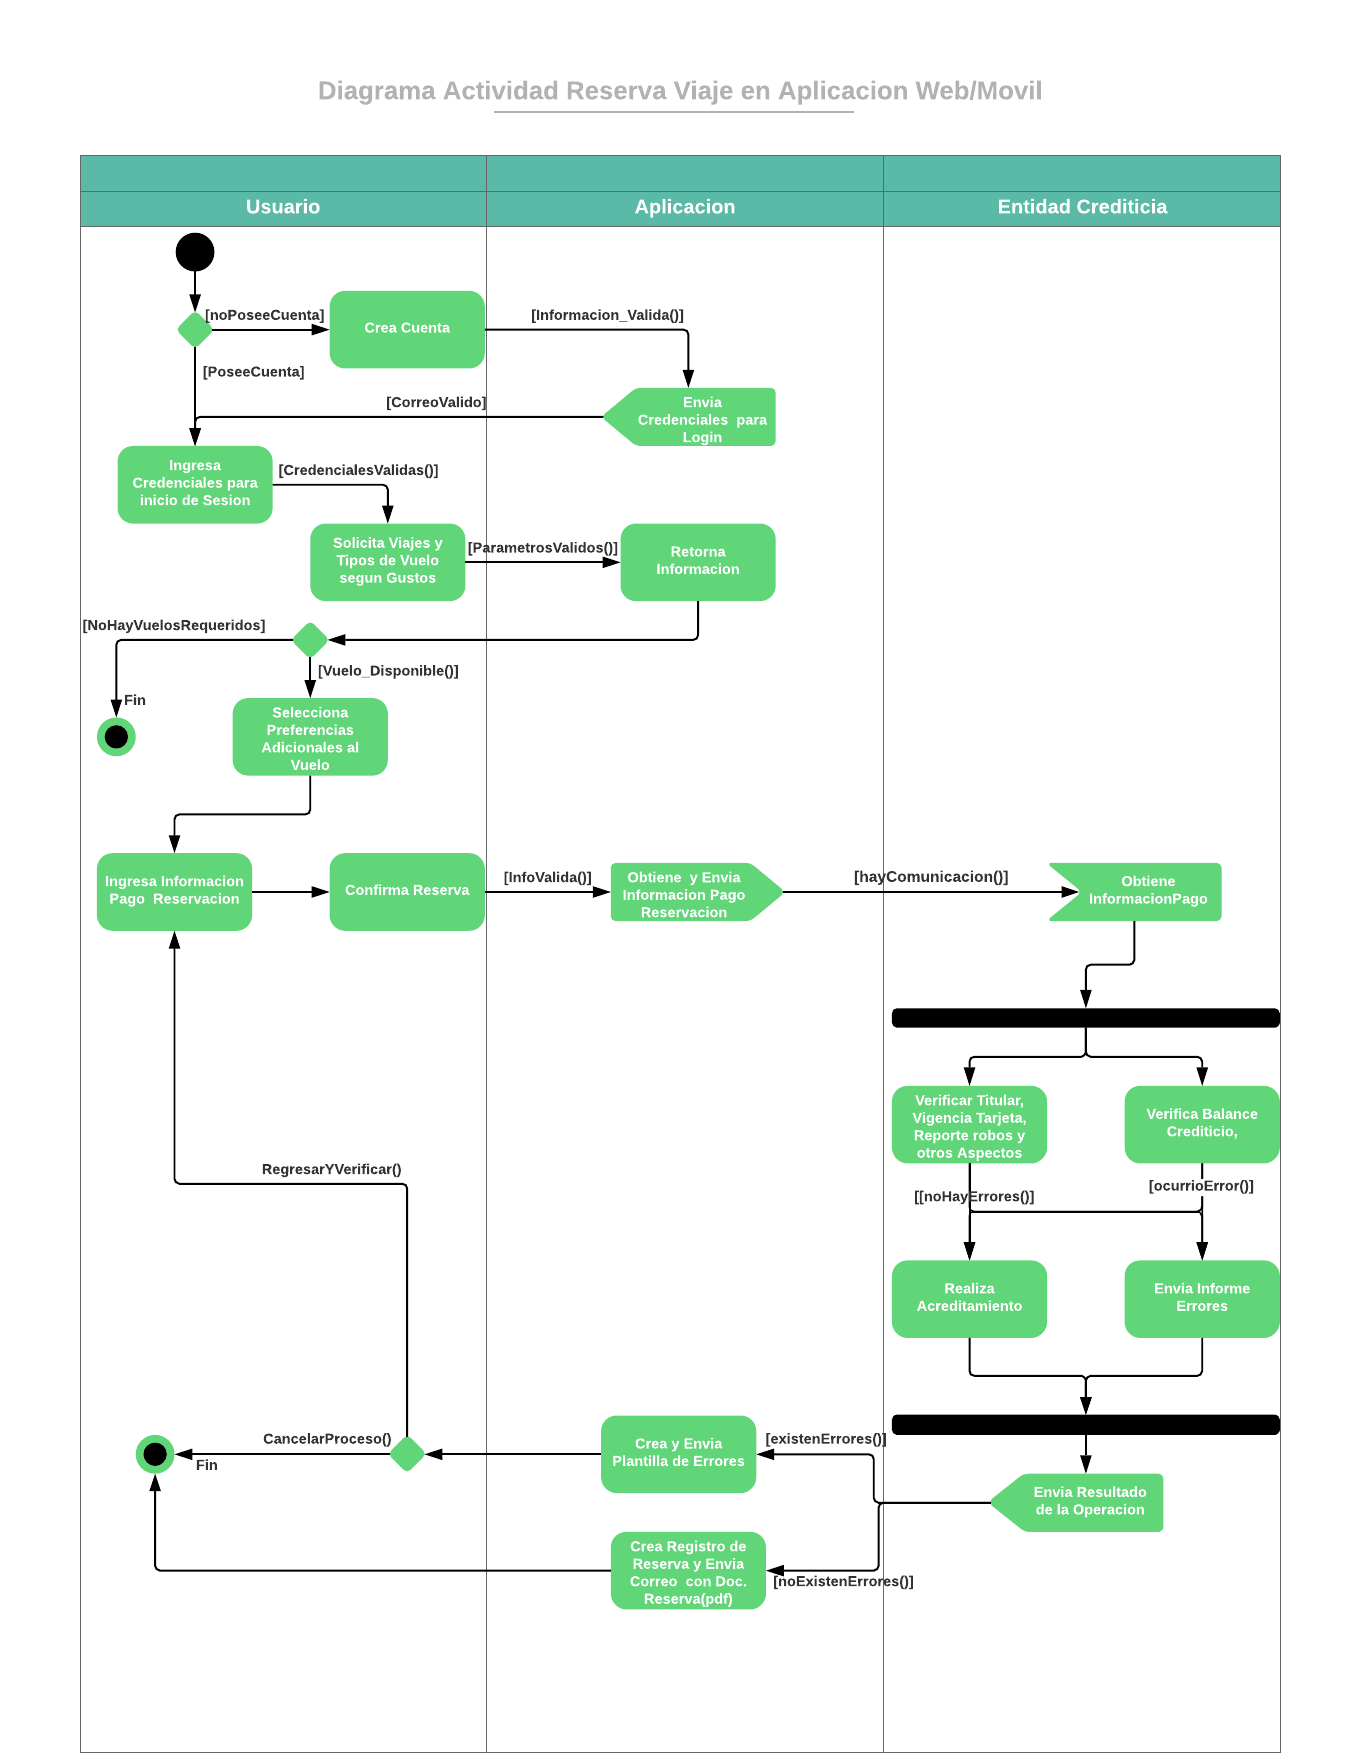 Diagrama Actividad Reserva Viaje en Aplicacion Web/Movil
Usuario
Aplicacion
Entidad Crediticia
[noPoseeCuenta]
Crea Cuenta
[Informacion_Valida()]
[PoseeCuenta]
[CorreoValido]
Envia
Credenciales para
Login
Ingresa
Credenciales para
inicio de Sesion
[CredencialesValidas()]
Solicita Viajes y
Tipos de Vuelo
segun Gustos
[ParametrosValidos()]
Retorna
Informacion
[NoHayVuelosRequeridos]
[Vuelo_Disponible()]
Fin
Selecciona
Preferencias
Adicionales al
Vuelo
Ingresa Informacion
Pago Reservacion
Confirma Reserva
[InfoValida()]
Obtiene y Envia
Informacion Pago
Reservacion
[hayComunicacion()]
Obtiene
InformacionPago
Verificar Titular,
Vigencia Tarjeta,
Reporte robos y
otros Aspectos
Verifica Balance
Crediticio,
RegresarYVerificar()
[[noHayErrores()]
[ocurrioError()]
Realiza
Acreditamiento
Envia Informe
Errores
CancelarProceso()
Fin
Crea y Envia
Plantilla de Errores
[existenErrores()]
Envia Resultado
de la Operacion
Crea Registro de
Reserva y Envia
Correo con Doc.
Reserva(pdf)
[noExistenErrores()]